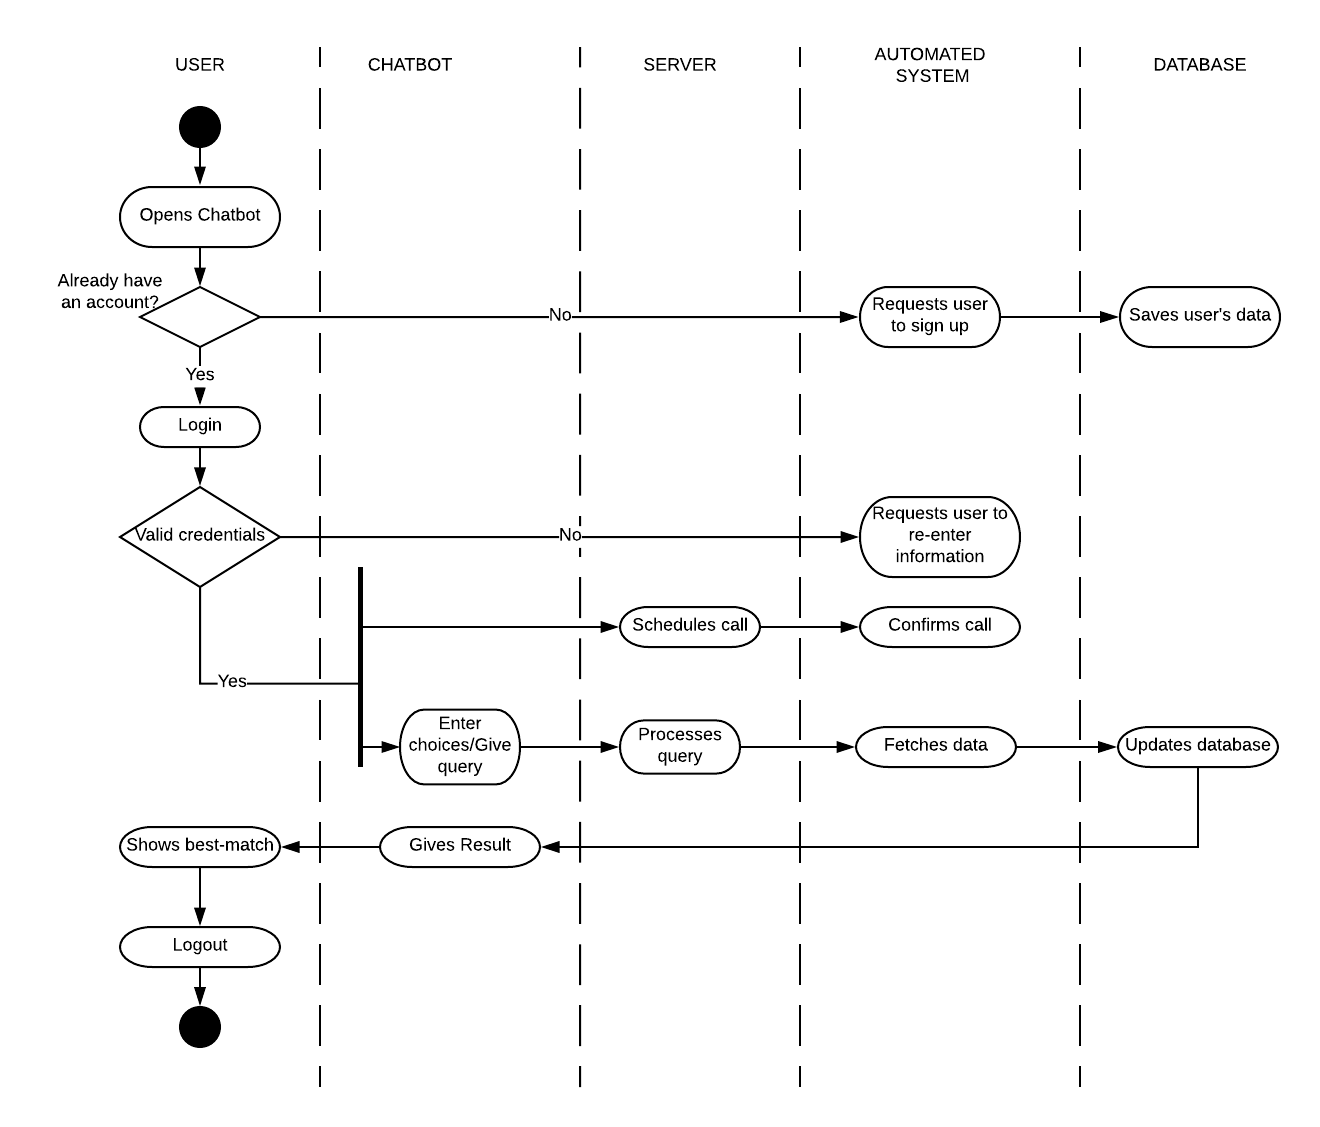 USER
CHATBOT
SERVER
AUTOMATED
SYSTEM
DATABASE
Opens Chatbot
Already have
an account?
No
Requests user
to sign up
Saves user's data
Yes
Login
Valid credentials
No
Requests user to
re-enter
information
Schedules call
Confirms call
Yes
Enter
choices/Give
query
Processes
query
Fetches data
Updates database
Shows best-match
Gives Result
Logout